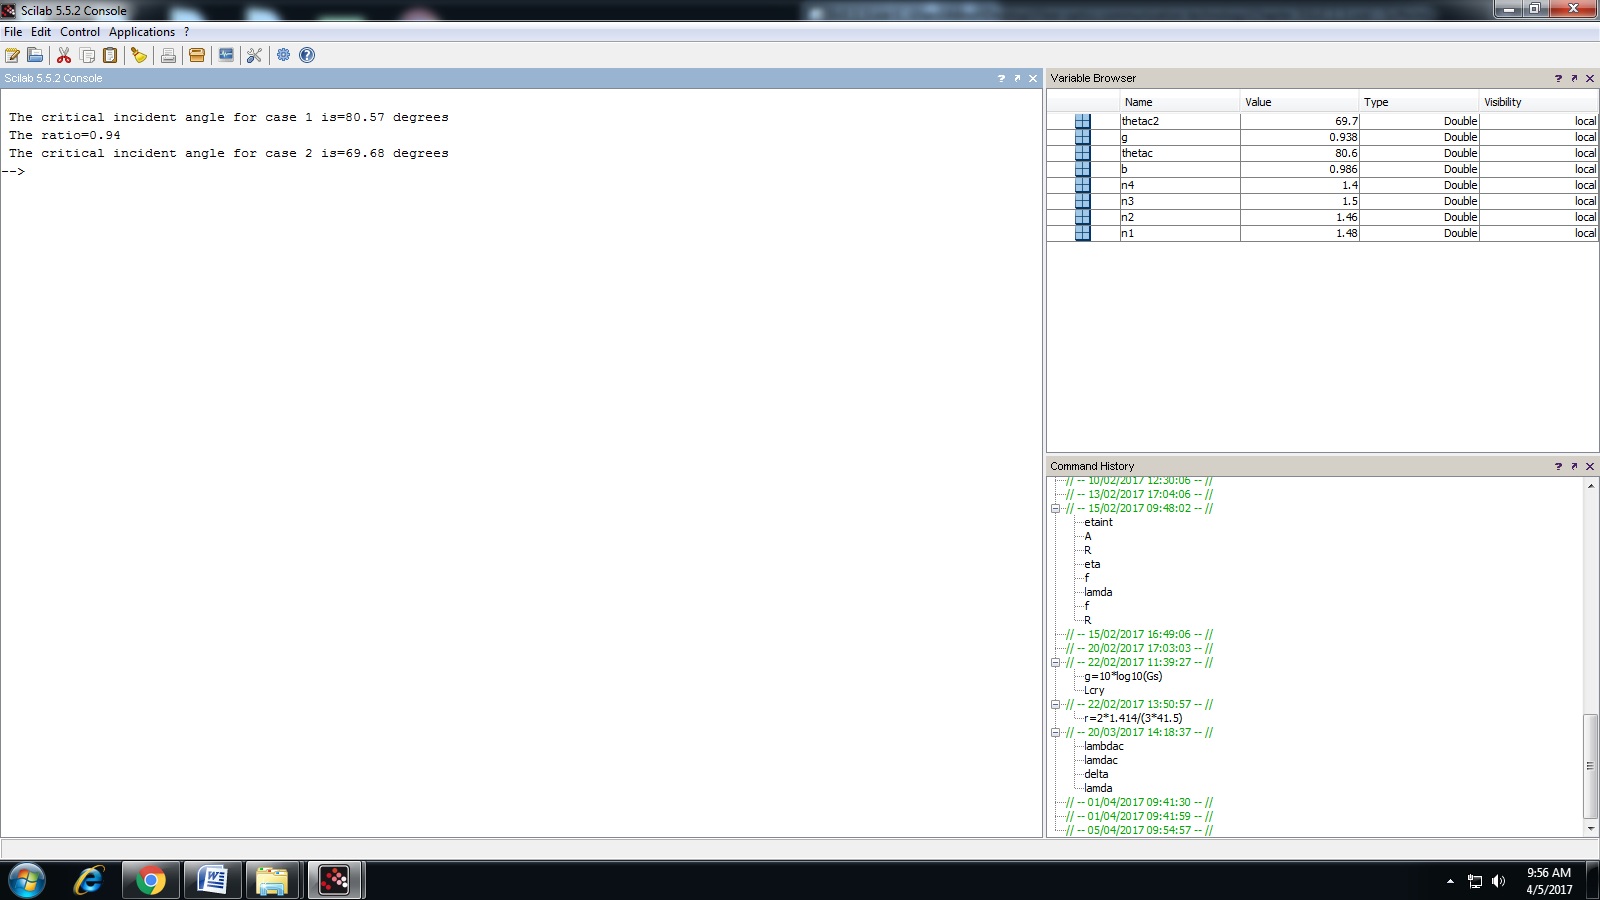 Scilab 5.5.2 Console
File Edit Control Applications ?
Scilab 5.5.2 Console
The critical incident angle for case 1 is=80.57 degrees
The ratio=0.94
The critical incident angle for case 2 is=69.68 degrees
-->
Variable Browser
Name Value Type Visibility
thetac2 69.7 Double local
g 0.938 Double local
thetac 80.6 Double local
b 0.986 Double local
n4 1.4 Double local
n3 1.5 Double local
n2 1.46 Double local
n1 1.48 Double local
Command History
// -- 10/02/2017 12:30:06 -- //
// -- 13/02/2017 17:04:06 -- //
// -- 15/02/2017 09:48:02 -- //
etaint
A
R
eta
f
lamda
f
R
// -- 15/02/2017 16:49:06 -- //
// -- 20/02/2017 17:03:03 -- //
// -- 22/02/2017 11:39:27 -- //
g=10*log10(Gs)
Lcry
// -- 22/02/2017 13:50:57 -- //
r=2*1.414/(3*41.5)
// -- 20/03/2017 14:18:37 -- //
lambdac
lamdac
delta
lamda
// -- 01/04/2017 09:41:30 -- //
// -- 01/04/2017 09:41:59 -- //
// -- 05/04/2017 09:54:57 -- //
9:56 AM
4/5/2017